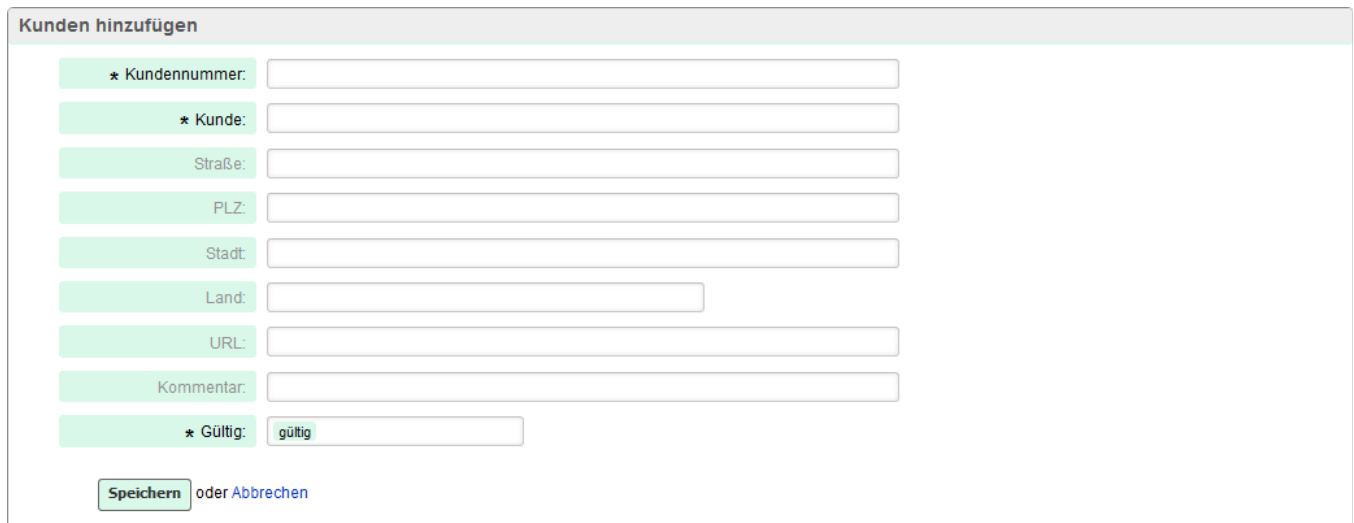 Kunden hinzufügen
* Kundennummer:
* Kunde:
Straße:
PLZ:
Stadt:
Land:
URL:
Kommentar:
* Gültig: gültig
Speichern oder Abbrechen